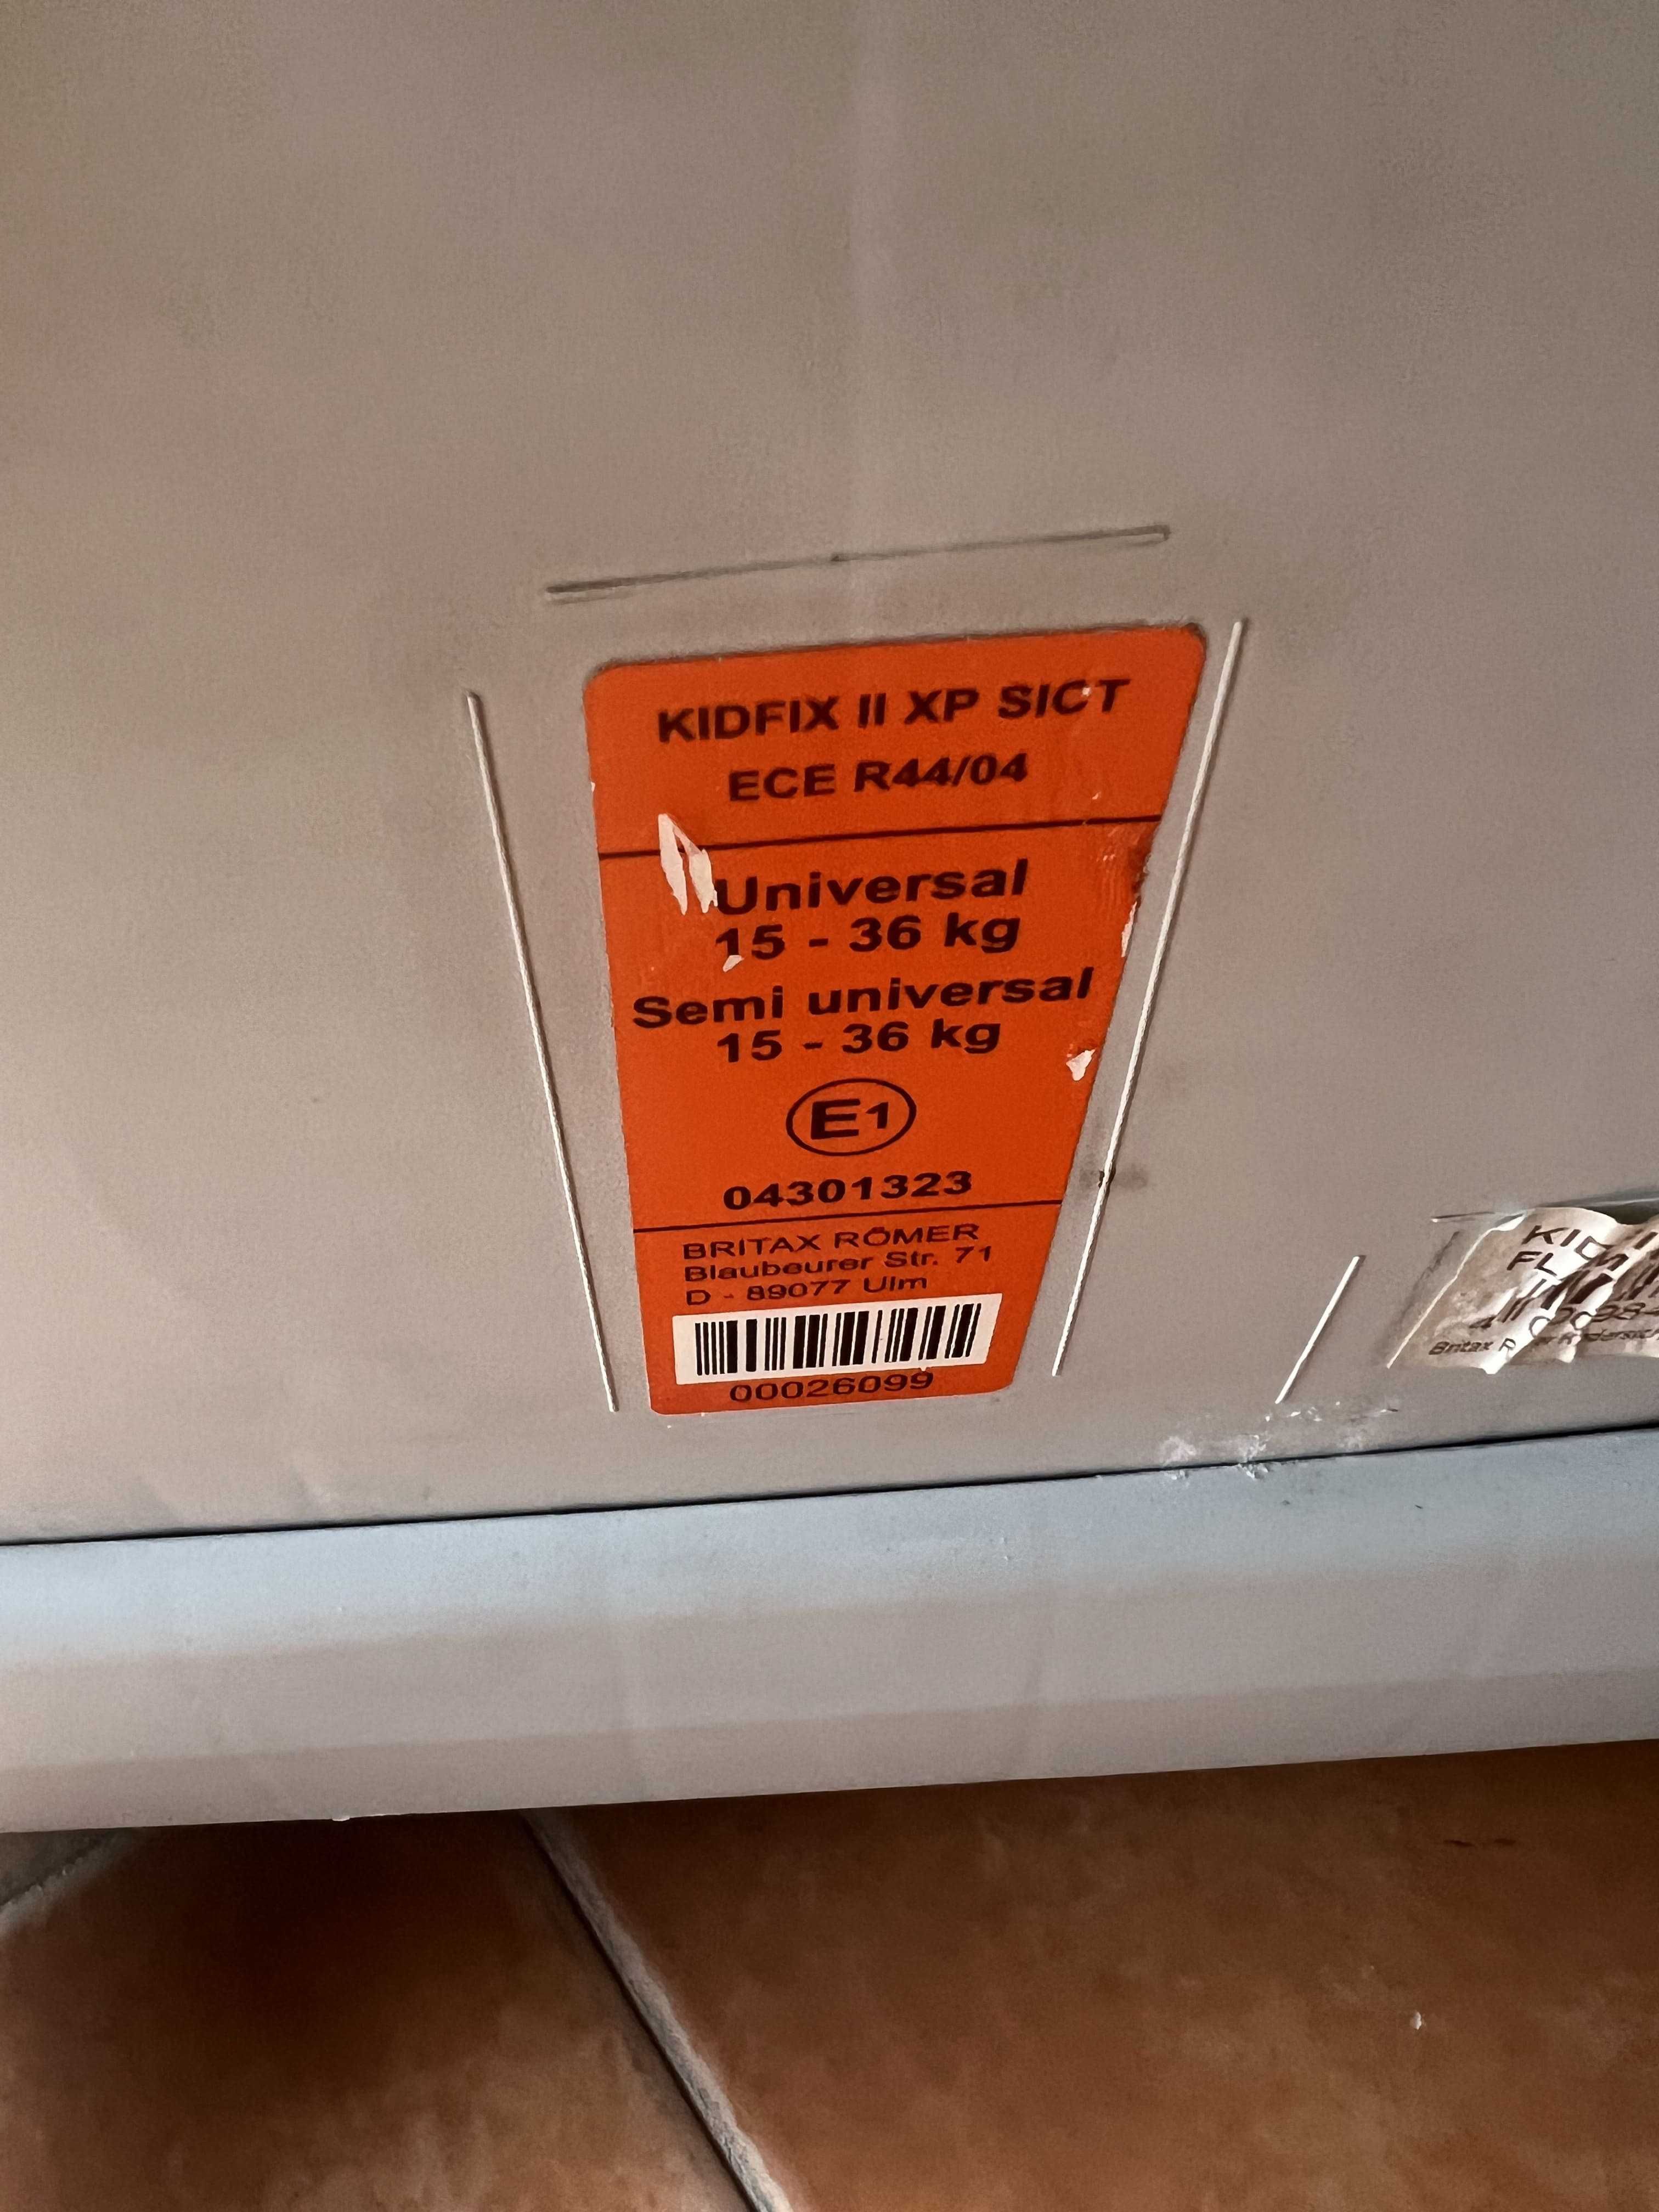 KIDFIX II XP SICT
ECE R44/04
Universal
15 - 36 kg
Semi universal
15 - 36 kg
E1
04301323
BRITAX RÖMER
Blaubeurer Str. 71
D - 89077 Ulm
00026099
Britax